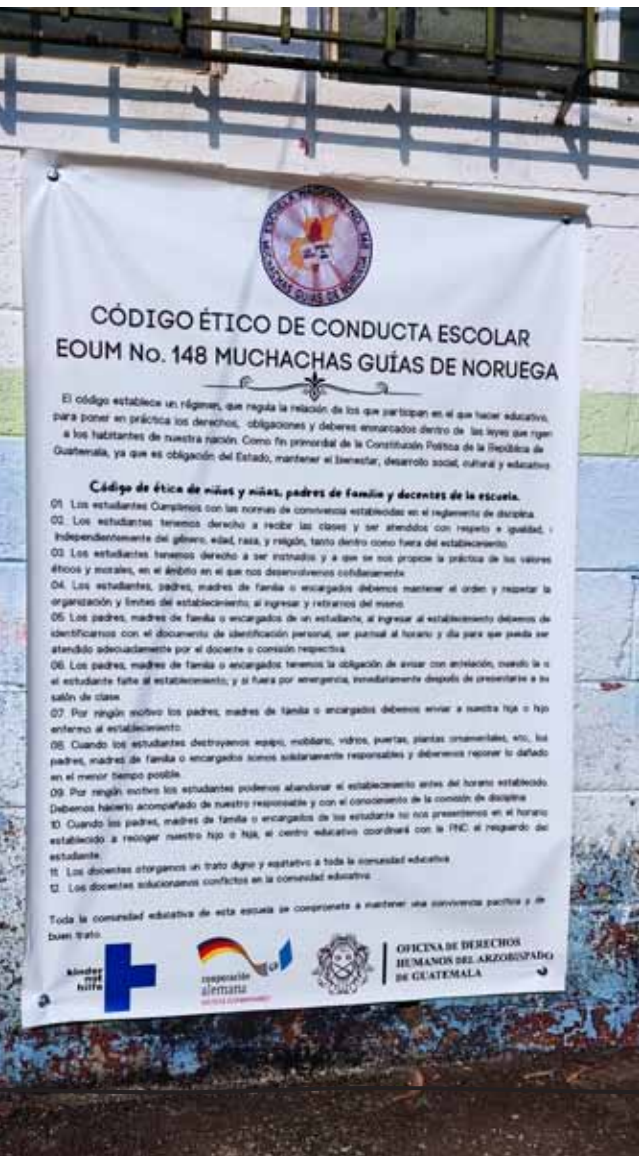 ESCUELA NACIONAL NO. 148
MUCHACHAS GUÍAS DE NORUEGA
CÓDIGO ÉTICO DE CONDUCTA ESCOLAR
EOUM No. 148 MUCHACHAS GUÍAS DE NORUEGA
El código establece un régimen, que regula la relación de los que participan en el que hacer educativo,
para poner en práctica los derechos, obligaciones y deberes enmarcados dentro de las leyes que rigen
a los habitantes de nuestra nación. Como fin primordial de la Constitución Política de la República de
Guatemala, ya que es obligación del Estado, mantener el bienestar, desarrollo social, cultural y educativo
Código de ética de niños y niñas, padres de familia y docentes de la escuela.
01. Los estudiantes Cumplimos con las normas de convivencia establecidas en el reglamento de disciplina.
02. Los estudiantes tenemos derecho a recibir las clases y ser atendidos con respeto e igualdad,
independientemente del género, edad, raza, y religión, tanto dentro como fuera del establecimiento.
03. Los estudiantes tenemos derecho a ser instruidos y a que se nos propicie la práctica de los valores
éticos y morales, en el ámbito en el que nos desenvolvemos cotidianamente.
04. Los estudiantes, padres, madres de familia o encargados debemos mantener el orden y respetar la
organización y límites del establecimiento, al ingresar y retirarnos del mismo.
05. Los padres, madres de familia o encargados de un estudiante, al ingresar al establecimiento debemos de
identificarnos con el documento de identificación personal, ser puntual al horario y día para que pueda ser
atendido adecuadamente por el docente o comisión respectiva.
06. Los padres, madres de familia o encargados tenemos la obligación de avisar con antelación, cuando la o
el estudiante falte al establecimiento; y si fuera por emergencia, inmediatamente después de presentarse a su
salón de clase.
07. Por ningún motivo los padres, madres de familia o encargados debemos enviar a nuestra hija o hijo
enfermo al establecimiento.
08. Cuando los estudiantes destruyamos equipo, mobiliario, vidrios, puertas, plantas ornamentales, etc., los
padres, madres de familia o encargados somos solidariamente responsables y deberemos reponer lo dañado
en el menor tiempo posible.
09. Por ningún motivo los estudiantes podemos abandonar el establecimiento antes del horario establecido.
Debemos hacerlo acompañado de nuestro responsable y con el conocimiento de la comisión de disciplina.
10. Cuando los padres, madres de familia o encargados de los estudiante no nos presentemos en el horario
establecido a recoger nuestro hijo o hija, el centro educativo coordinará con la PNC el resguardo del
estudiante.
11. Los docentes otorgamos un trato digno y equitativo a toda la comunidad educativa.
12. Los docentes solucionamos conflictos en la comunidad educativa.
Toda la comunidad educativa de esta escuela se compromete a mantener una convivencia pacífica y de
buen trato.
kinder
not
hilfe
cooperación
alemana
OFICINA DE DERECHOS
HUMANOS DEL ARZOBISPADO
DE GUATEMALA